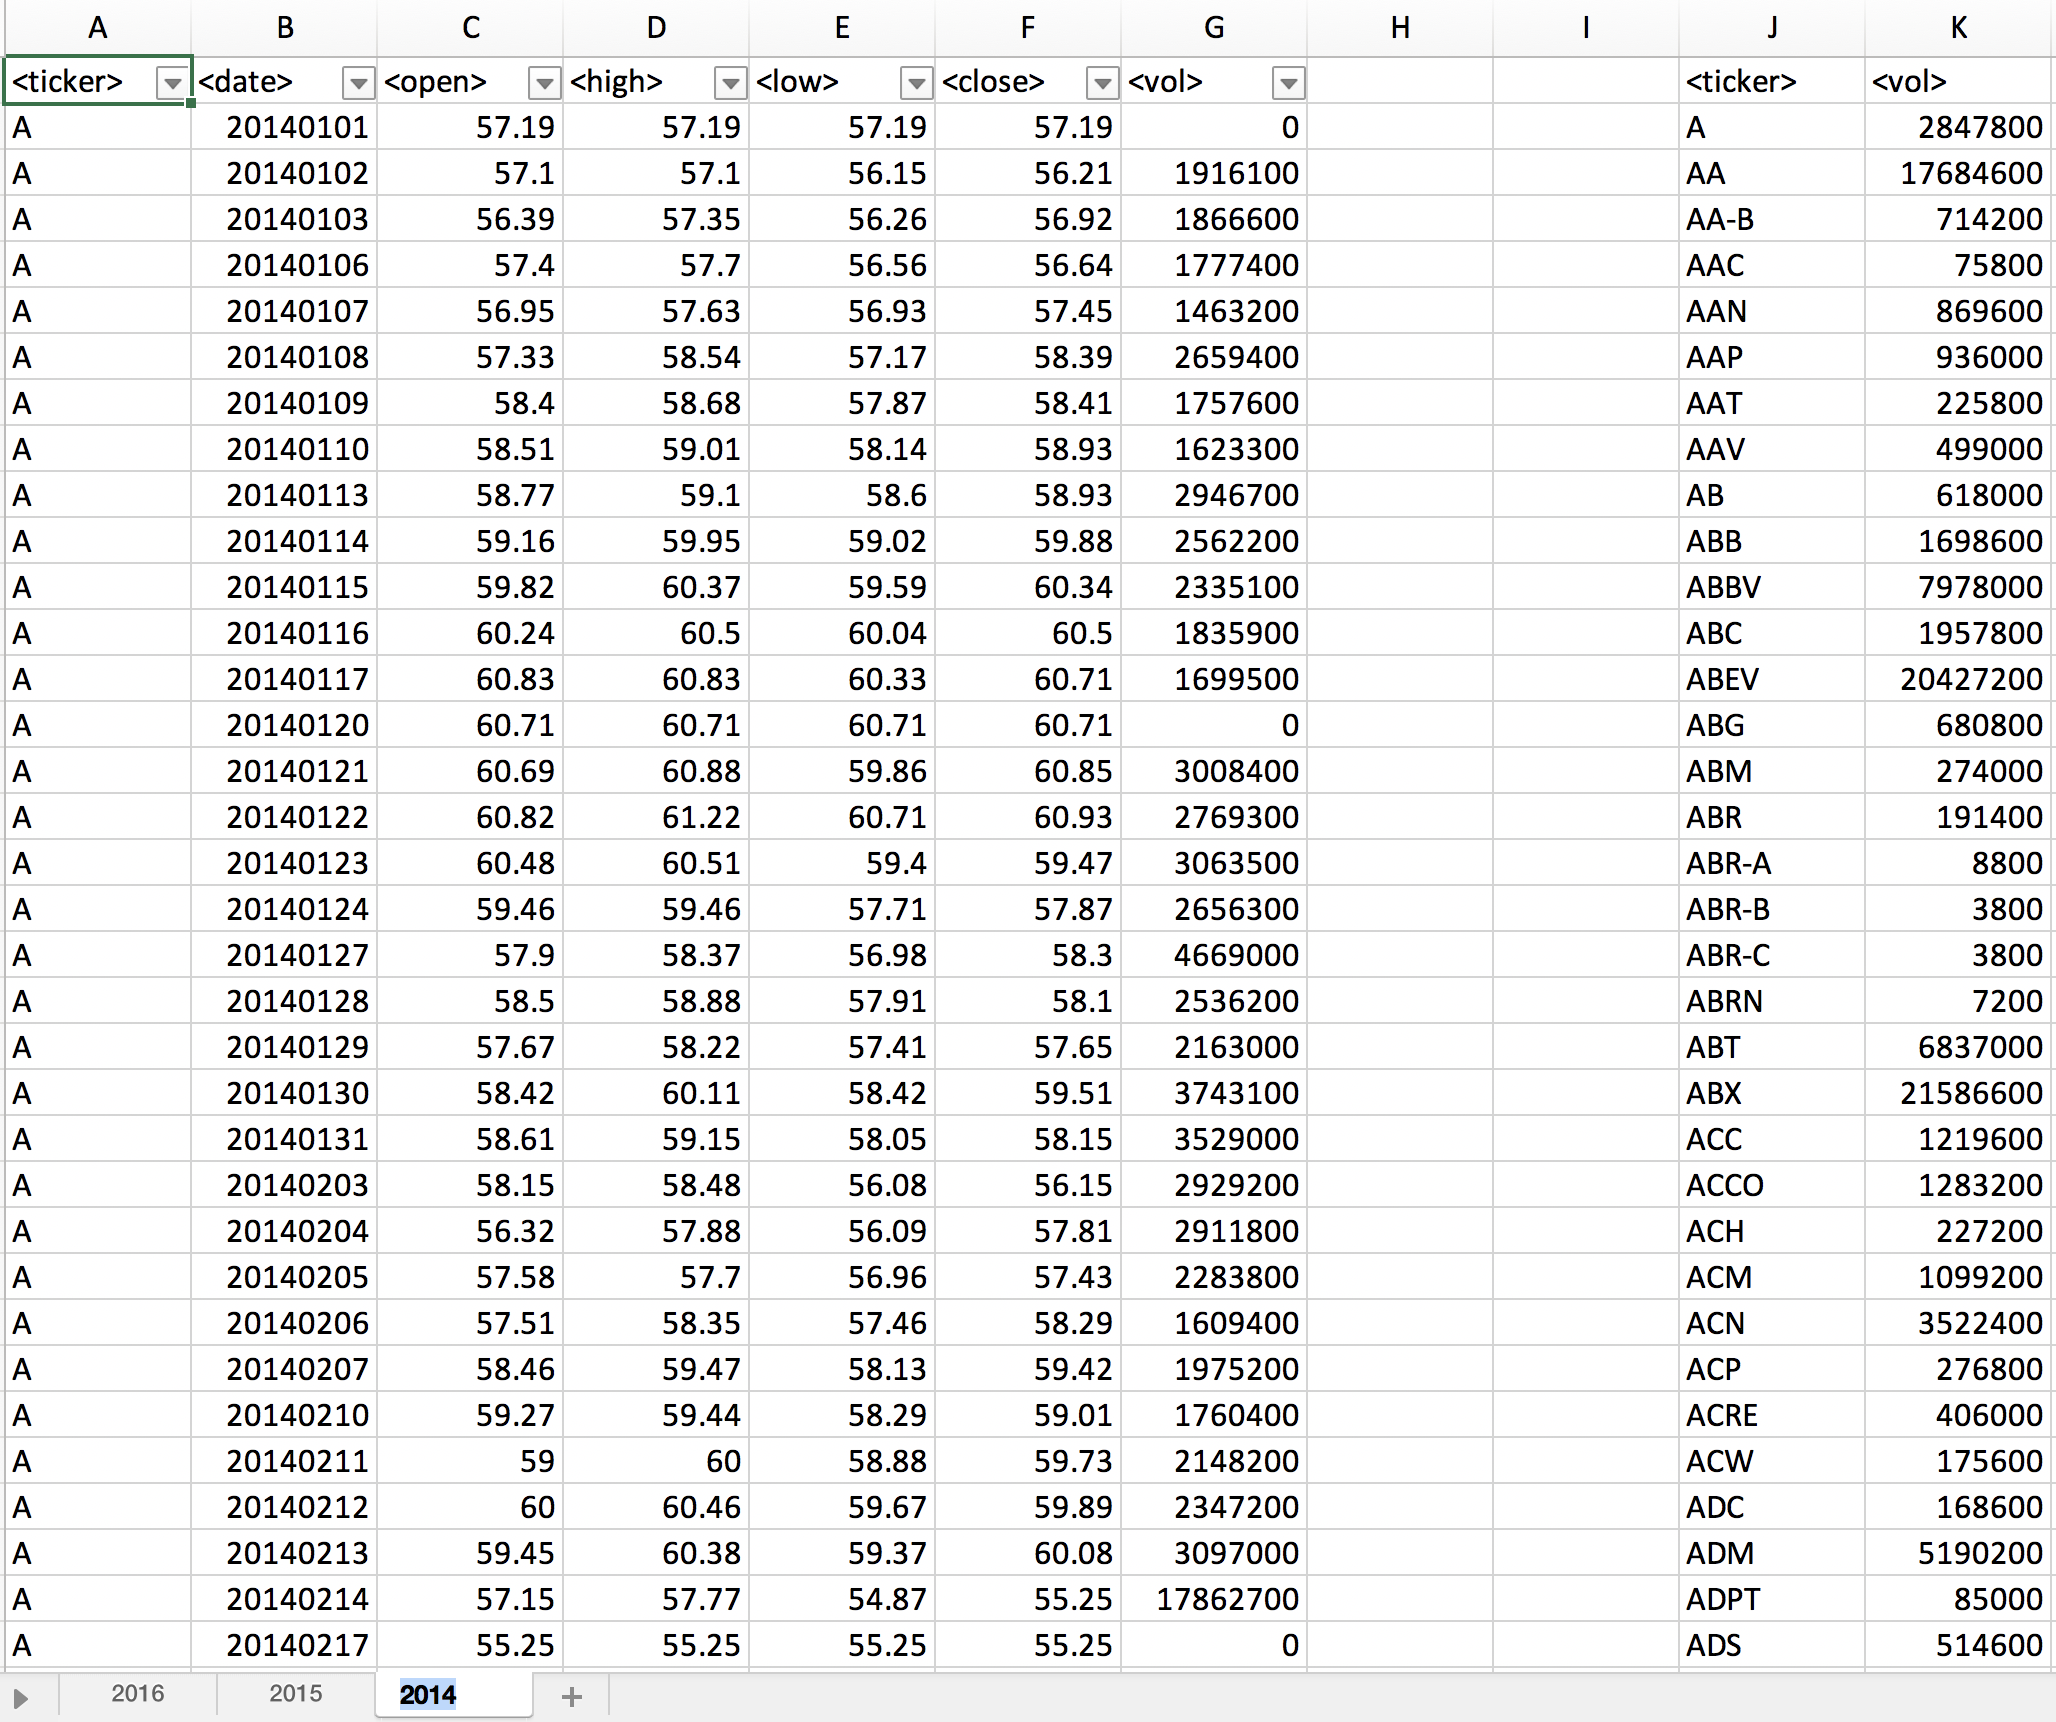 A B C D E F G H I J K
<ticker> <date> <open> <high> <low> <close> <vol> <ticker> <vol>
A 20140101 57.19 57.19 57.19 57.19 0 A 2847800
A 20140102 57.1 57.1 56.15 56.21 1916100 AA 17684600
A 20140103 56.39 57.35 56.26 56.92 1866600 AA-B 714200
A 20140106 57.4 57.7 56.56 56.64 1777400 AAC 75800
A 20140107 56.95 57.63 56.93 57.45 1463200 AAN 869600
A 20140108 57.33 58.54 57.17 58.39 2659400 AAP 936000
A 20140109 58.4 58.68 57.87 58.41 1757600 AAT 225800
A 20140110 58.51 59.01 58.14 58.93 1623300 AAV 499000
A 20140113 58.77 59.1 58.6 58.93 2946700 AB 618000
A 20140114 59.16 59.95 59.02 59.88 2562200 ABB 1698600
A 20140115 59.82 60.37 59.59 60.34 2335100 ABBV 7978000
A 20140116 60.24 60.5 60.04 60.5 1835900 ABC 1957800
A 20140117 60.83 60.83 60.33 60.71 1699500 ABEV 20427200
A 20140120 60.71 60.71 60.71 60.71 0 ABG 680800
A 20140121 60.69 60.88 59.86 60.85 3008400 ABM 274000
A 20140122 60.82 61.22 60.71 60.93 2769300 ABR 191400
A 20140123 60.48 60.51 59.4 59.47 3063500 ABR-A 8800
A 20140124 59.46 59.46 57.71 57.87 2656300 ABR-B 3800
A 20140127 57.9 58.37 56.98 58.3 4669000 ABR-C 3800
A 20140128 58.5 58.88 57.91 58.1 2536200 ABRN 7200
A 20140129 57.67 58.22 57.41 57.65 2163000 ABT 6837000
A 20140130 58.42 60.11 58.42 59.51 3743100 ABX 21586600
A 20140131 58.61 59.15 58.05 58.15 3529000 ACC 1219600
A 20140203 58.15 58.48 56.08 56.15 2929200 ACCO 1283200
A 20140204 56.32 57.88 56.09 57.81 2911800 ACH 227200
A 20140205 57.58 57.7 56.96 57.43 2283800 ACM 1099200
A 20140206 57.51 58.35 57.46 58.29 1609400 ACN 3522400
A 20140207 58.46 59.47 58.13 59.42 1975200 ACP 276800
A 20140210 59.27 59.44 58.29 59.01 1760400 ACRE 406000
A 20140211 59 60 58.88 59.73 2148200 ACW 175600
A 20140212 60 60.46 59.67 59.89 2347200 ADC 168600
A 20140213 59.45 60.38 59.37 60.08 3097000 ADM 5190200
A 20140214 57.15 57.77 54.87 55.25 17862700 ADPT 85000
A 20140217 55.25 55.25 55.25 55.25 0 ADS 514600
2016 2015 2014 +